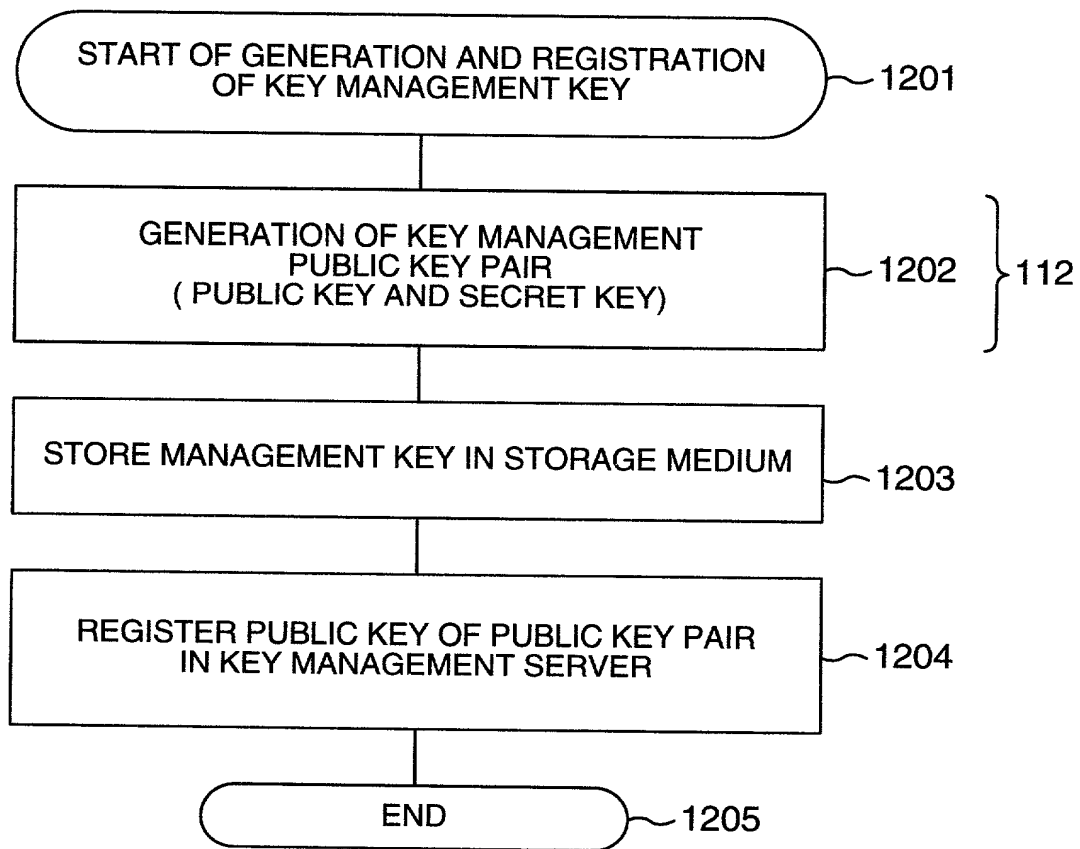 START OF GENERATION AND REGISTRATION
OF KEY MANAGEMENT KEY
1201
GENERATION OF KEY MANAGEMENT
PUBLIC KEY PAIR
( PUBLIC KEY AND SECRET KEY)
1202
112
STORE MANAGEMENT KEY IN STORAGE MEDIUM
1203
REGISTER PUBLIC KEY OF PUBLIC KEY PAIR
IN KEY MANAGEMENT SERVER
1204
END
1205